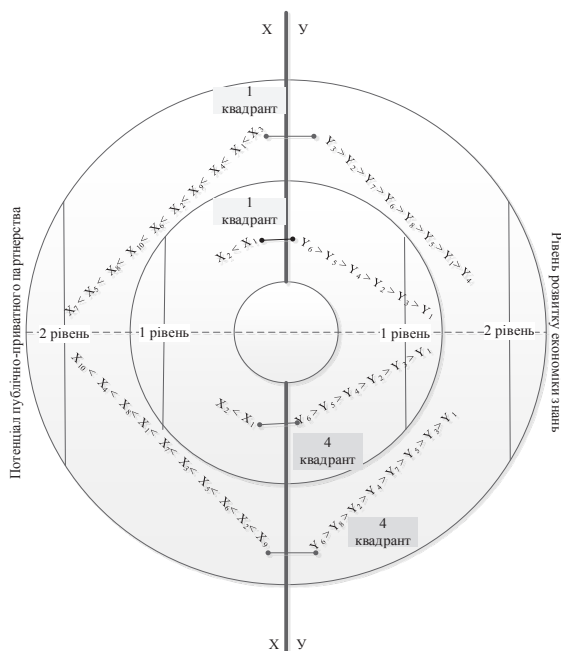 X У
1
квадрант
X₇< X₅< X₈< X₁₀< X₆< X₂< X₉< X₄< X₁< X₃
Y₃> Y₂> Y₇> Y₆> Y₈> Y₅> Y₁> Y₄
1
квадрант
X₂ < X₁
Y₆> Y₅> Y₄> Y₂> Y₃> Y₁
Потенціал публічно-приватного партнерства
2 рівень
1 рівень
1 рівень
2 рівень
Рівень розвитку економіки знань
X₂ < X₁
Y₆> Y₅> Y₄> Y₂> Y₃> Y₁
4
квадрант
X₁₀< X₄< X₈< X₁< X₇< X₃< X₅< X₆< X₂< X₉
Y₆> Y₈> Y₂> Y₄> Y₇> Y₅> Y₃> Y₁
4
квадрант
X У